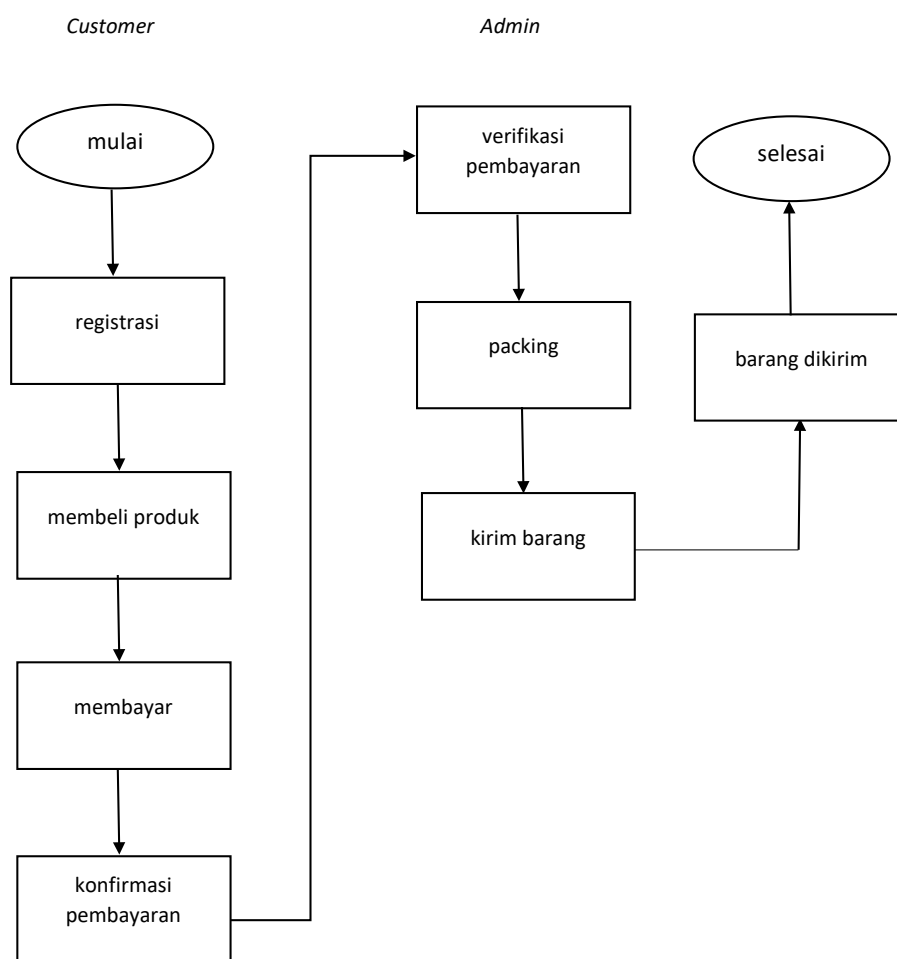 Customer
Admin
mulai
registrasi
membeli produk
membayar
konfirmasi
pembayaran
verifikasi
pembayaran
packing
kirim barang
barang dikirim
selesai